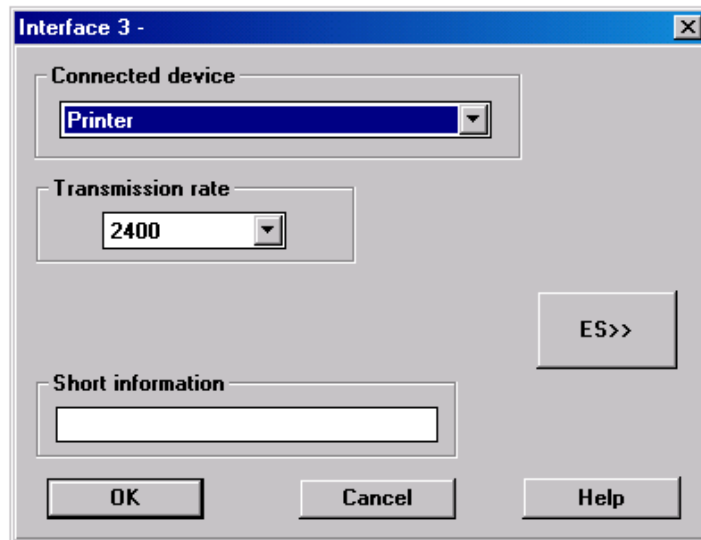 Interface 3 -
Connected device
Printer
Transmission rate
2400
ES>>
Short information
OK Cancel Help